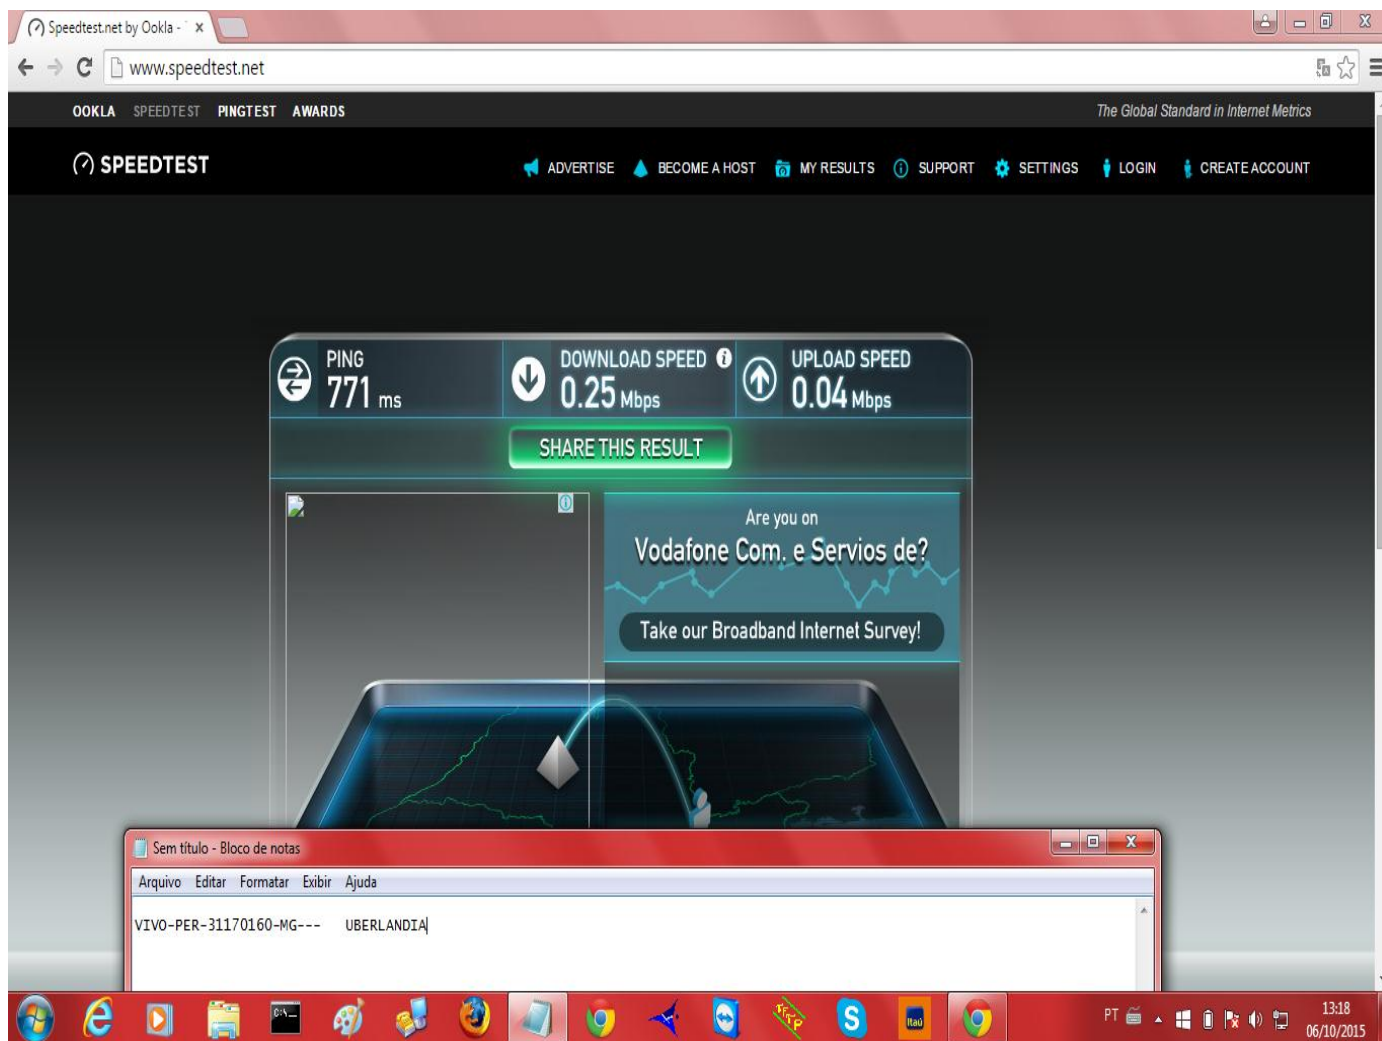 Speedtest.net by Ookla -
www.speedtest.net
OOKLA SPEEDTEST PINGTEST AWARDS
The Global Standard in Internet Metrics
SPEEDTEST
ADVERTISE BECOME A HOST MY RESULTS SUPPORT SETTINGS LOGIN CREATE ACCOUNT
PING
771 ms
DOWNLOAD SPEED
0.25 Mbps
UPLOAD SPEED
0.04 Mbps
SHARE THIS RESULT
Are you on
Vodafone Com. e Servios de?
Take our Broadband Internet Survey!
Sem título - Bloco de notas
Arquivo Editar Formatar Exibir Ajuda
VIVO-PER-31170160-MG--- UBERLANDIA
C:\_
TFTP
Itaú
PT
13:18
06/10/2015